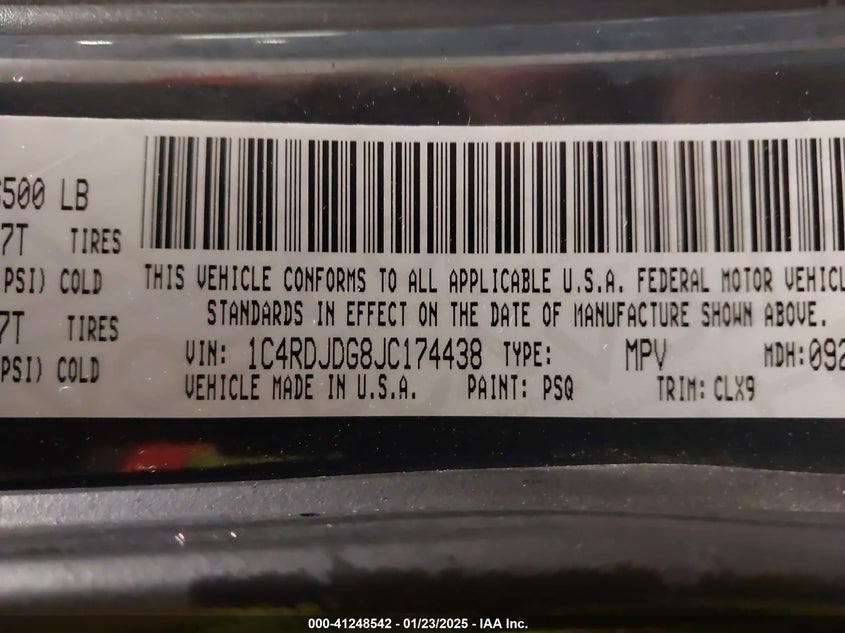 500 LB
7T TIRES
PSI) COLD
7T TIRES
PSI) COLD
THIS VEHICLE CONFORMS TO ALL APPLICABLE U.S.A. FEDERAL MOTOR VEHICL
STANDARDS IN EFFECT ON THE DATE OF MANUFACTURE SHOWN ABOVE.
VIN: 1C4RDJDG8JC174438 TYPE: MPV MDH:092
VEHICLE MADE IN U.S.A. PAINT: PSQ TRIM: CLX9
000-41248542 - 01/23/2025 - IAA Inc.